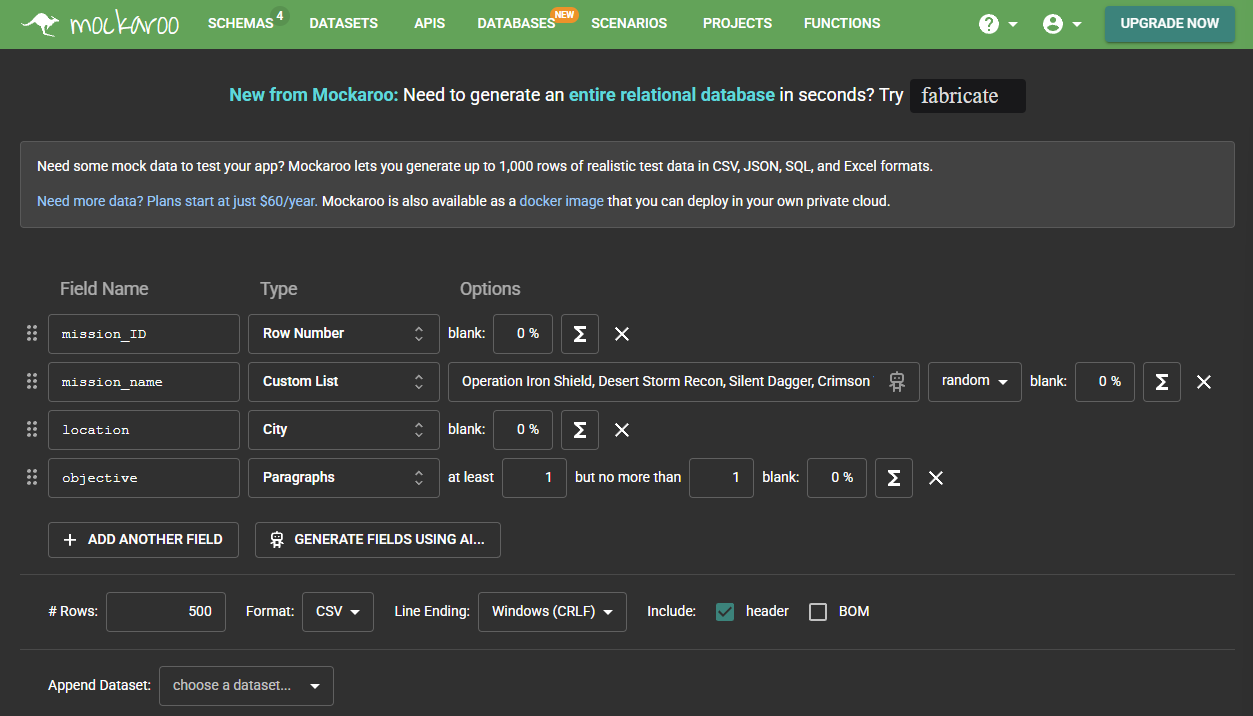 mockaroo SCHEMAS 4 DATASETS APIS DATABASES NEW SCENARIOS PROJECTS FUNCTIONS ? UPGRADE NOW
New from Mockaroo: Need to generate an entire relational database in seconds? Try fabricate
Need some mock data to test your app? Mockaroo lets you generate up to 1,000 rows of realistic test data in CSV, JSON, SQL, and Excel formats.
Need more data? Plans start at just $60/year. Mockaroo is also available as a docker image that you can deploy in your own private cloud.
Field Name Type Options
mission_ID Row Number blank: 0 % Σ
mission_name Custom List Operation Iron Shield, Desert Storm Recon, Silent Dagger, Crimson random blank: 0 % Σ
location City blank: 0 % Σ
objective Paragraphs at least 1 but no more than 1 blank: 0 % Σ
+ ADD ANOTHER FIELD GENERATE FIELDS USING AI...
# Rows: 500 Format: CSV Line Ending: Windows (CRLF) Include: header BOM
Append Dataset: choose a dataset...